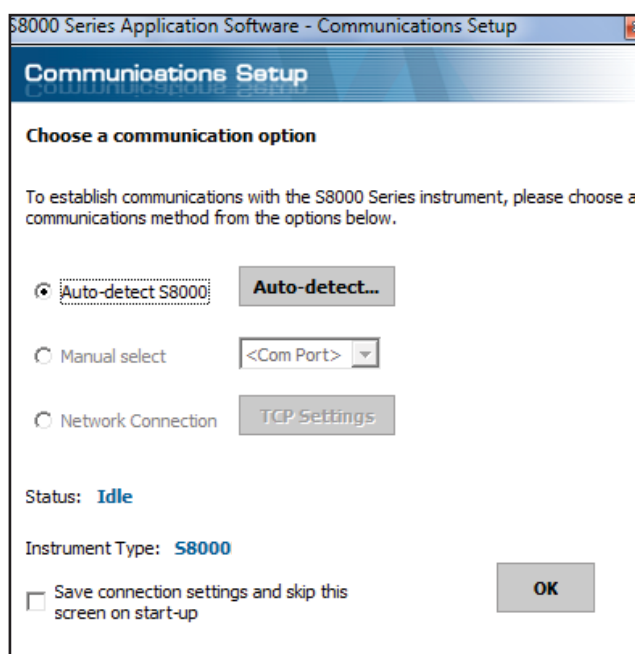 S8000 Series Application Software - Communications Setup
Communications Setup
Choose a communication option
To establish communications with the S8000 Series instrument, please choose a
communications method from the options below.
Auto-detect S8000 Auto-detect...
Manual select <Com Port>
Network Connection TCP Settings
Status: Idle
Instrument Type: S8000
Save connection settings and skip this
screen on start-up
OK